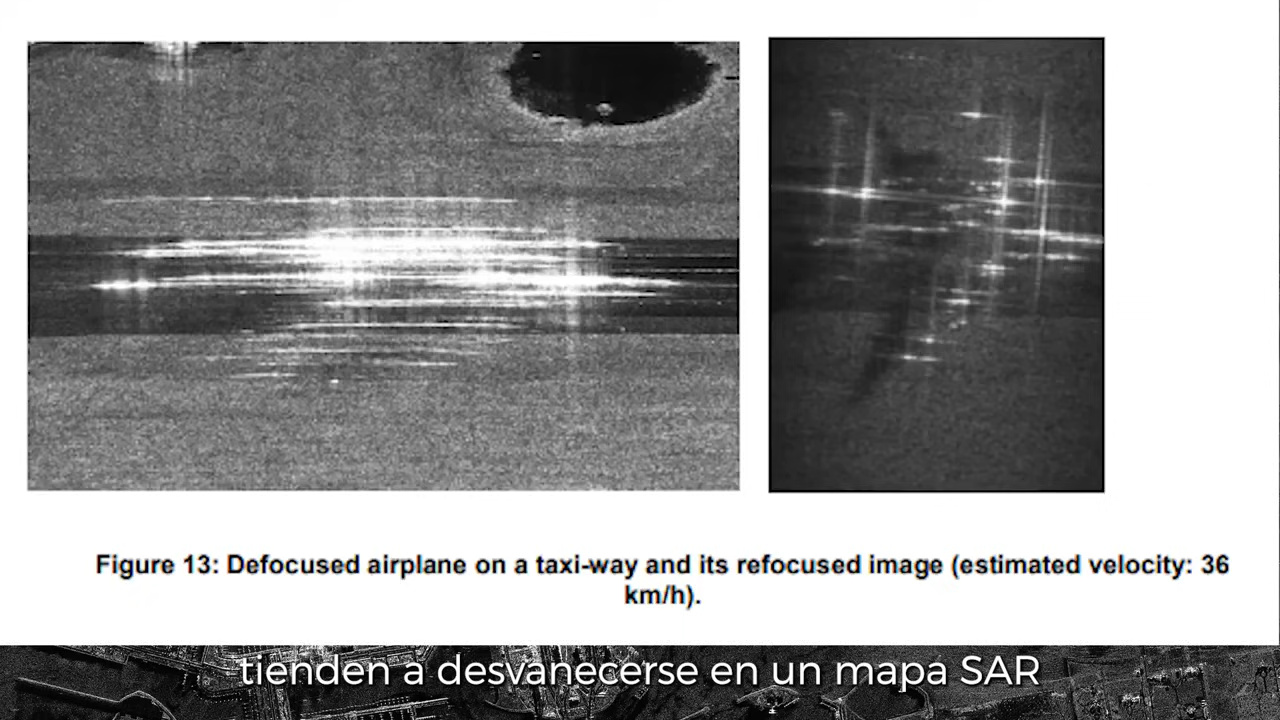 Figure 13: Defocused airplane on a taxi-way and its refocused image (estimated velocity: 36
km/h).
tienden a desvanecerse en un mapa SAR